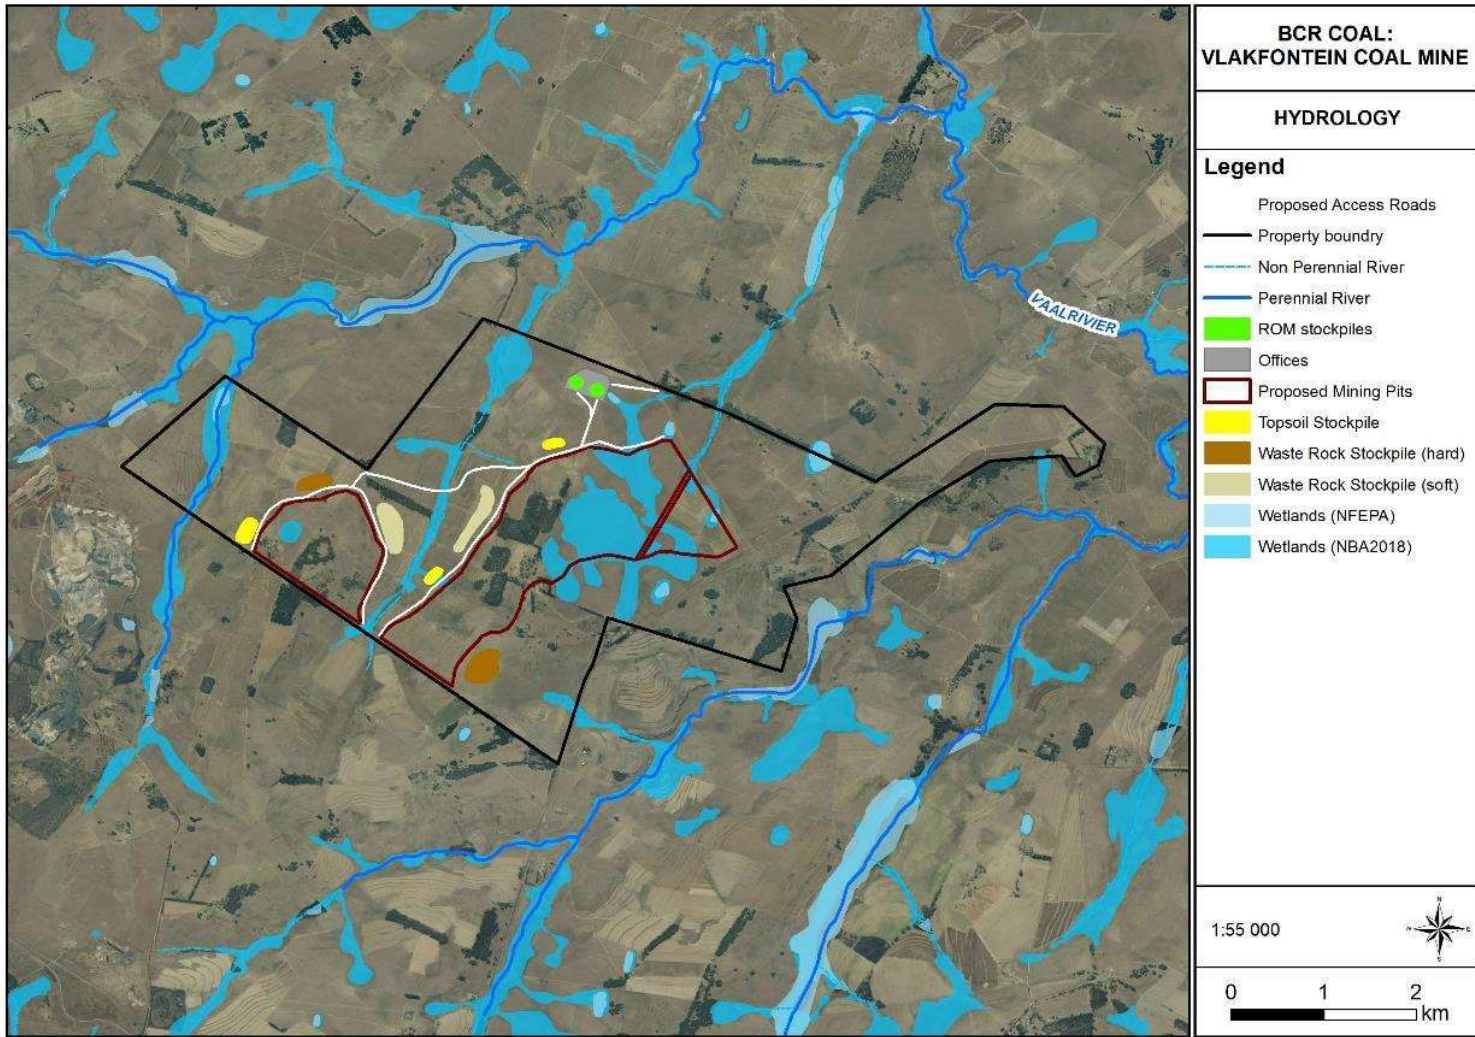 BCR COAL:
VLAKFONTEIN COAL MINE
HYDROLOGY
Legend
Proposed Access Roads
Property boundry
Non Perennial River
Perennial River
ROM stockpiles
Offices
Proposed Mining Pits
Topsoil Stockpile
Waste Rock Stockpile (hard)
Waste Rock Stockpile (soft)
Wetlands (NFEPA)
Wetlands (NBA2018)
VAALRIVIER
1:55 000
N
W
E
S
0 1 2
km